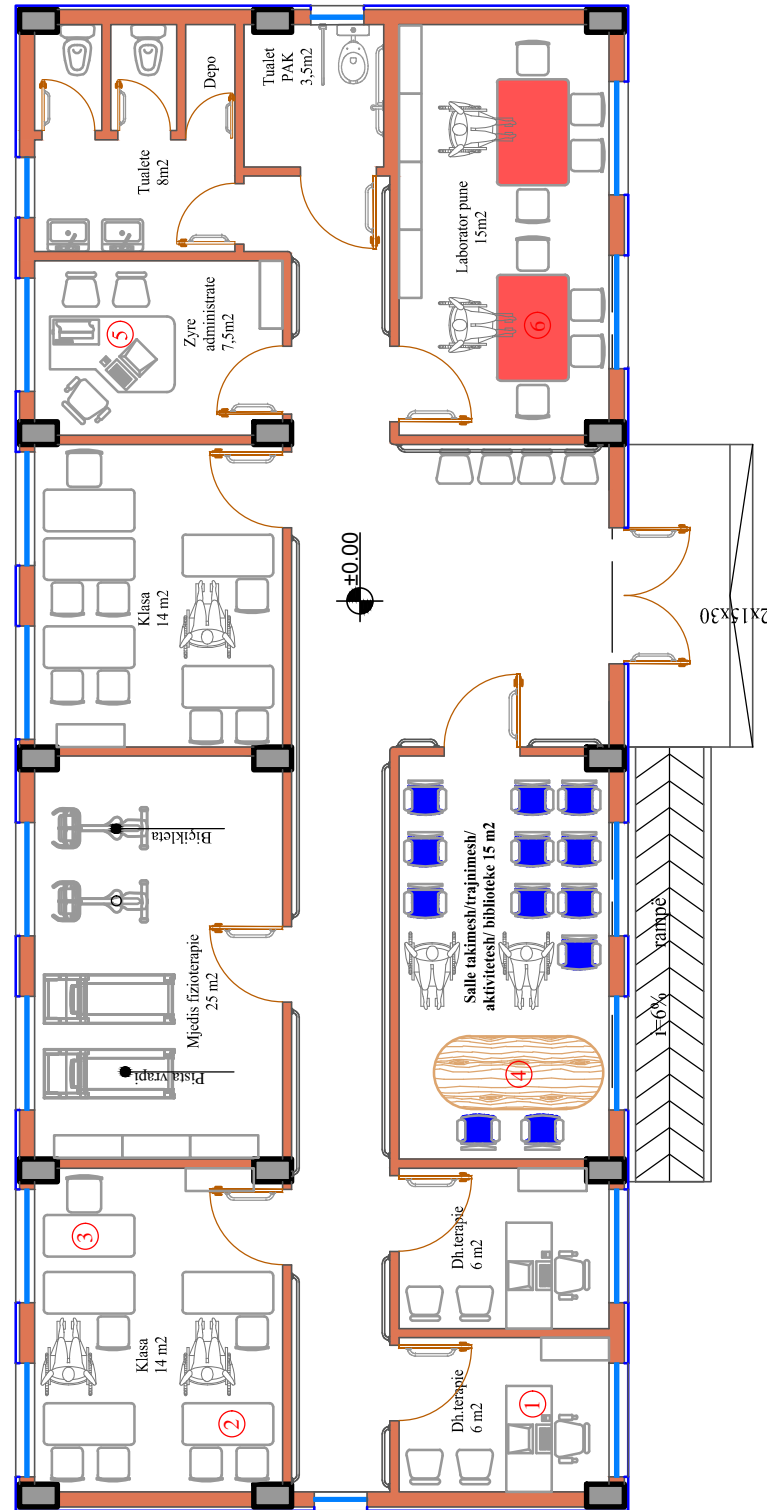 Depo
Tualet
PAK
3,5m2
Tualete
8m2
Laborator pune
15m2
Zyre
administrate
7,5m2
5
6
Klasa
14 m2
±0.00
2x15x30
Biçikleta
Mjedis fizioterapie
25 m2
Pista vrapi
Salle takimesh/trajnimesh/
aktivitetesh/ biblioteke 15 m2
rampë
i=6%
4
3
Klasa
14 m2
2
Dh.terapie
6 m2
Dh.terapie
6 m2
1